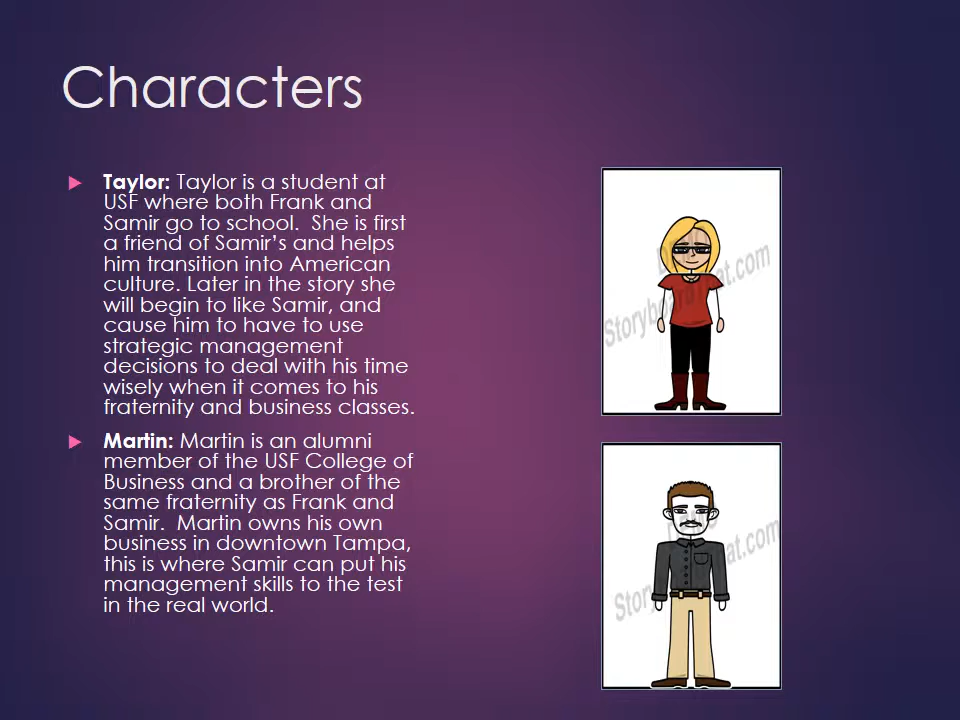 Characters
Taylor: Taylor is a student at
USF where both Frank and
Samir go to school.  She is first
a friend of Samir’s and helps
him transition into American
culture. Later in the story she
will begin to like Samir, and
cause him to have to use
strategic management
decisions to deal with his time
wisely when it comes to his
fraternity and business classes.
Martin: Martin is an alumni
member of the USF College of
Business and a brother of the
same fraternity as Frank and
Samir.  Martin owns his own
business in downtown Tampa,
this is where Samir can put his
management skills to the test
in the real world.